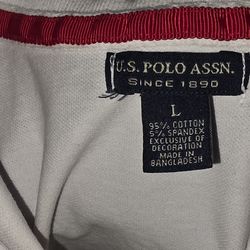 U.S. POLO ASSN.
SINCE 1890
L
95% COTTON
5% SPANDEX
EXCLUSIVE OF
DECORATION
MADE IN
BANGLADESH